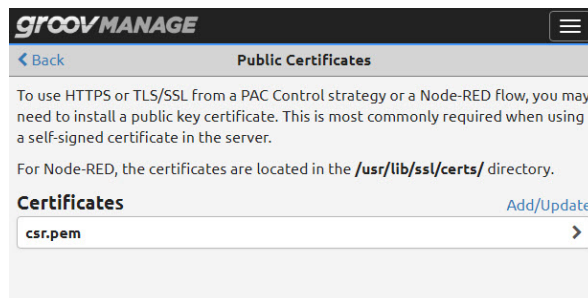 groov MANAGE
Back
Public Certificates
To use HTTPS or TLS/SSL from a PAC Control strategy or a Node-RED flow, you may
need to install a public key certificate. This is most commonly required when using
a self-signed certificate in the server.
For Node-RED, the certificates are located in the /usr/lib/ssl/certs/ directory.
Certificates
Add/Update
csr.pem